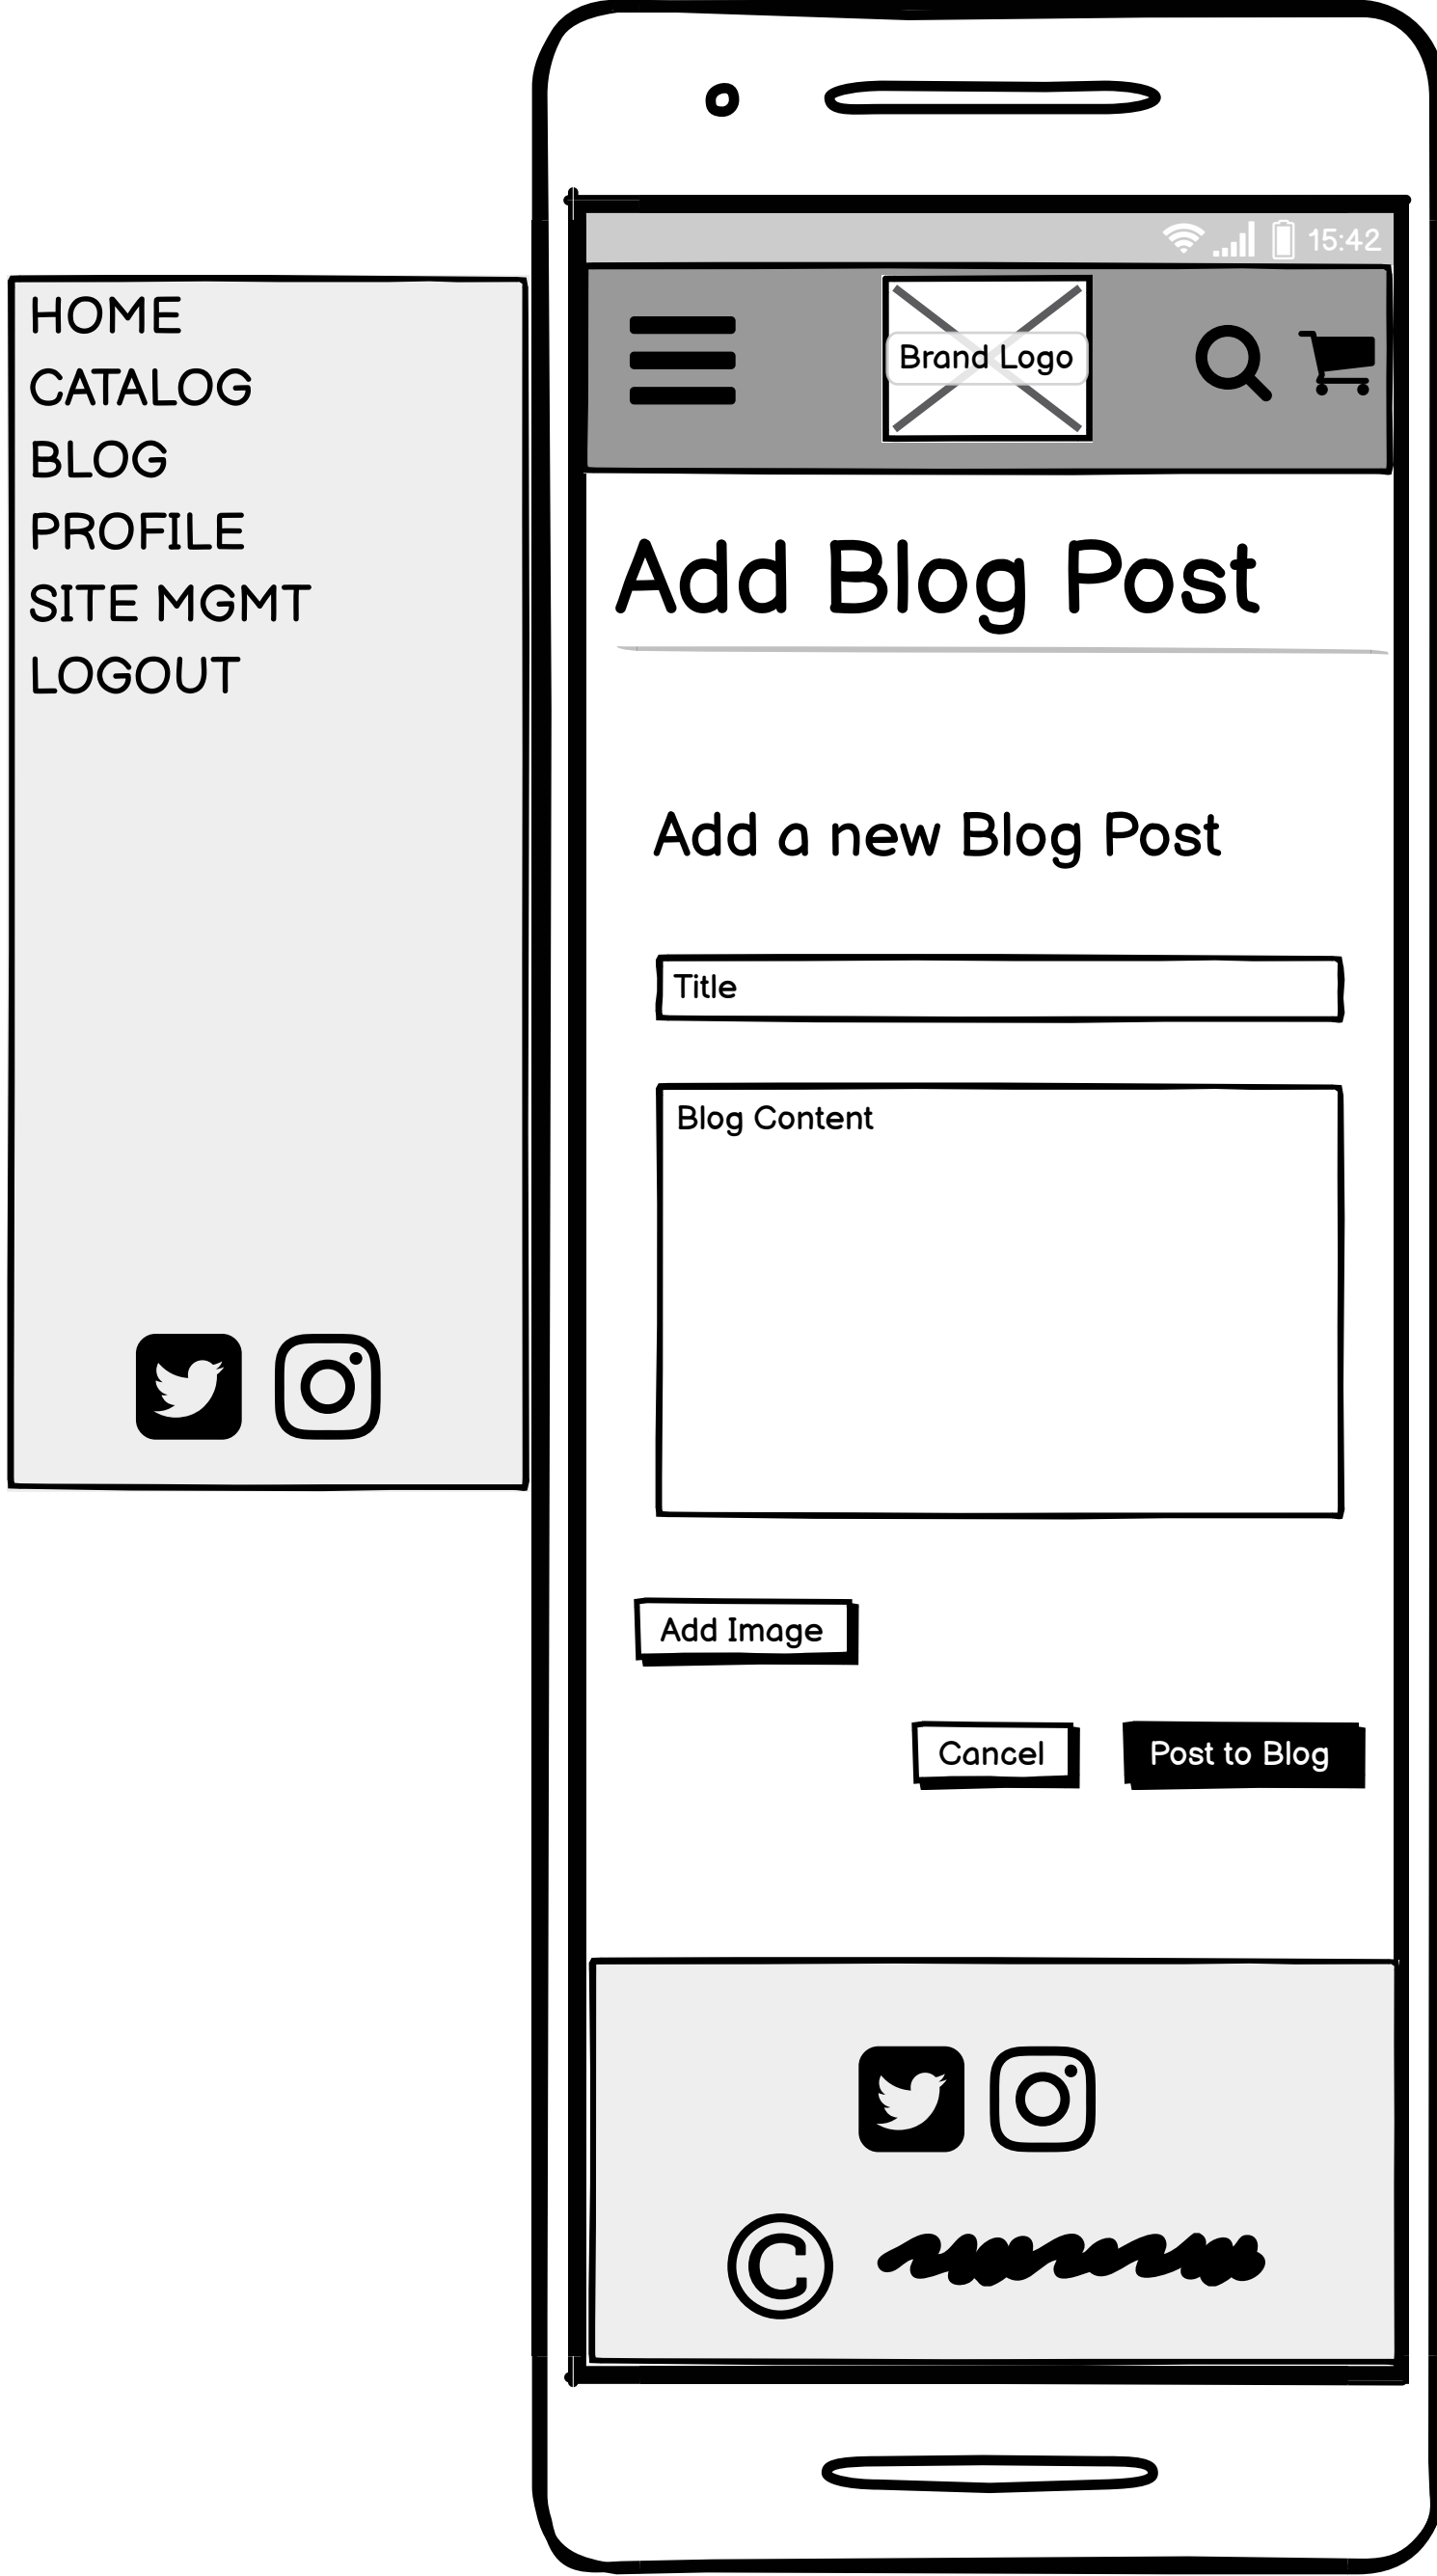 HOME
CATALOG
BLOG
PROFILE
SITE MGMT
LOGOUT
15:42
Brand Logo
Add Blog Post
Add a new Blog Post
Title
Blog Content
Add Image
Cancel
Post to Blog
©